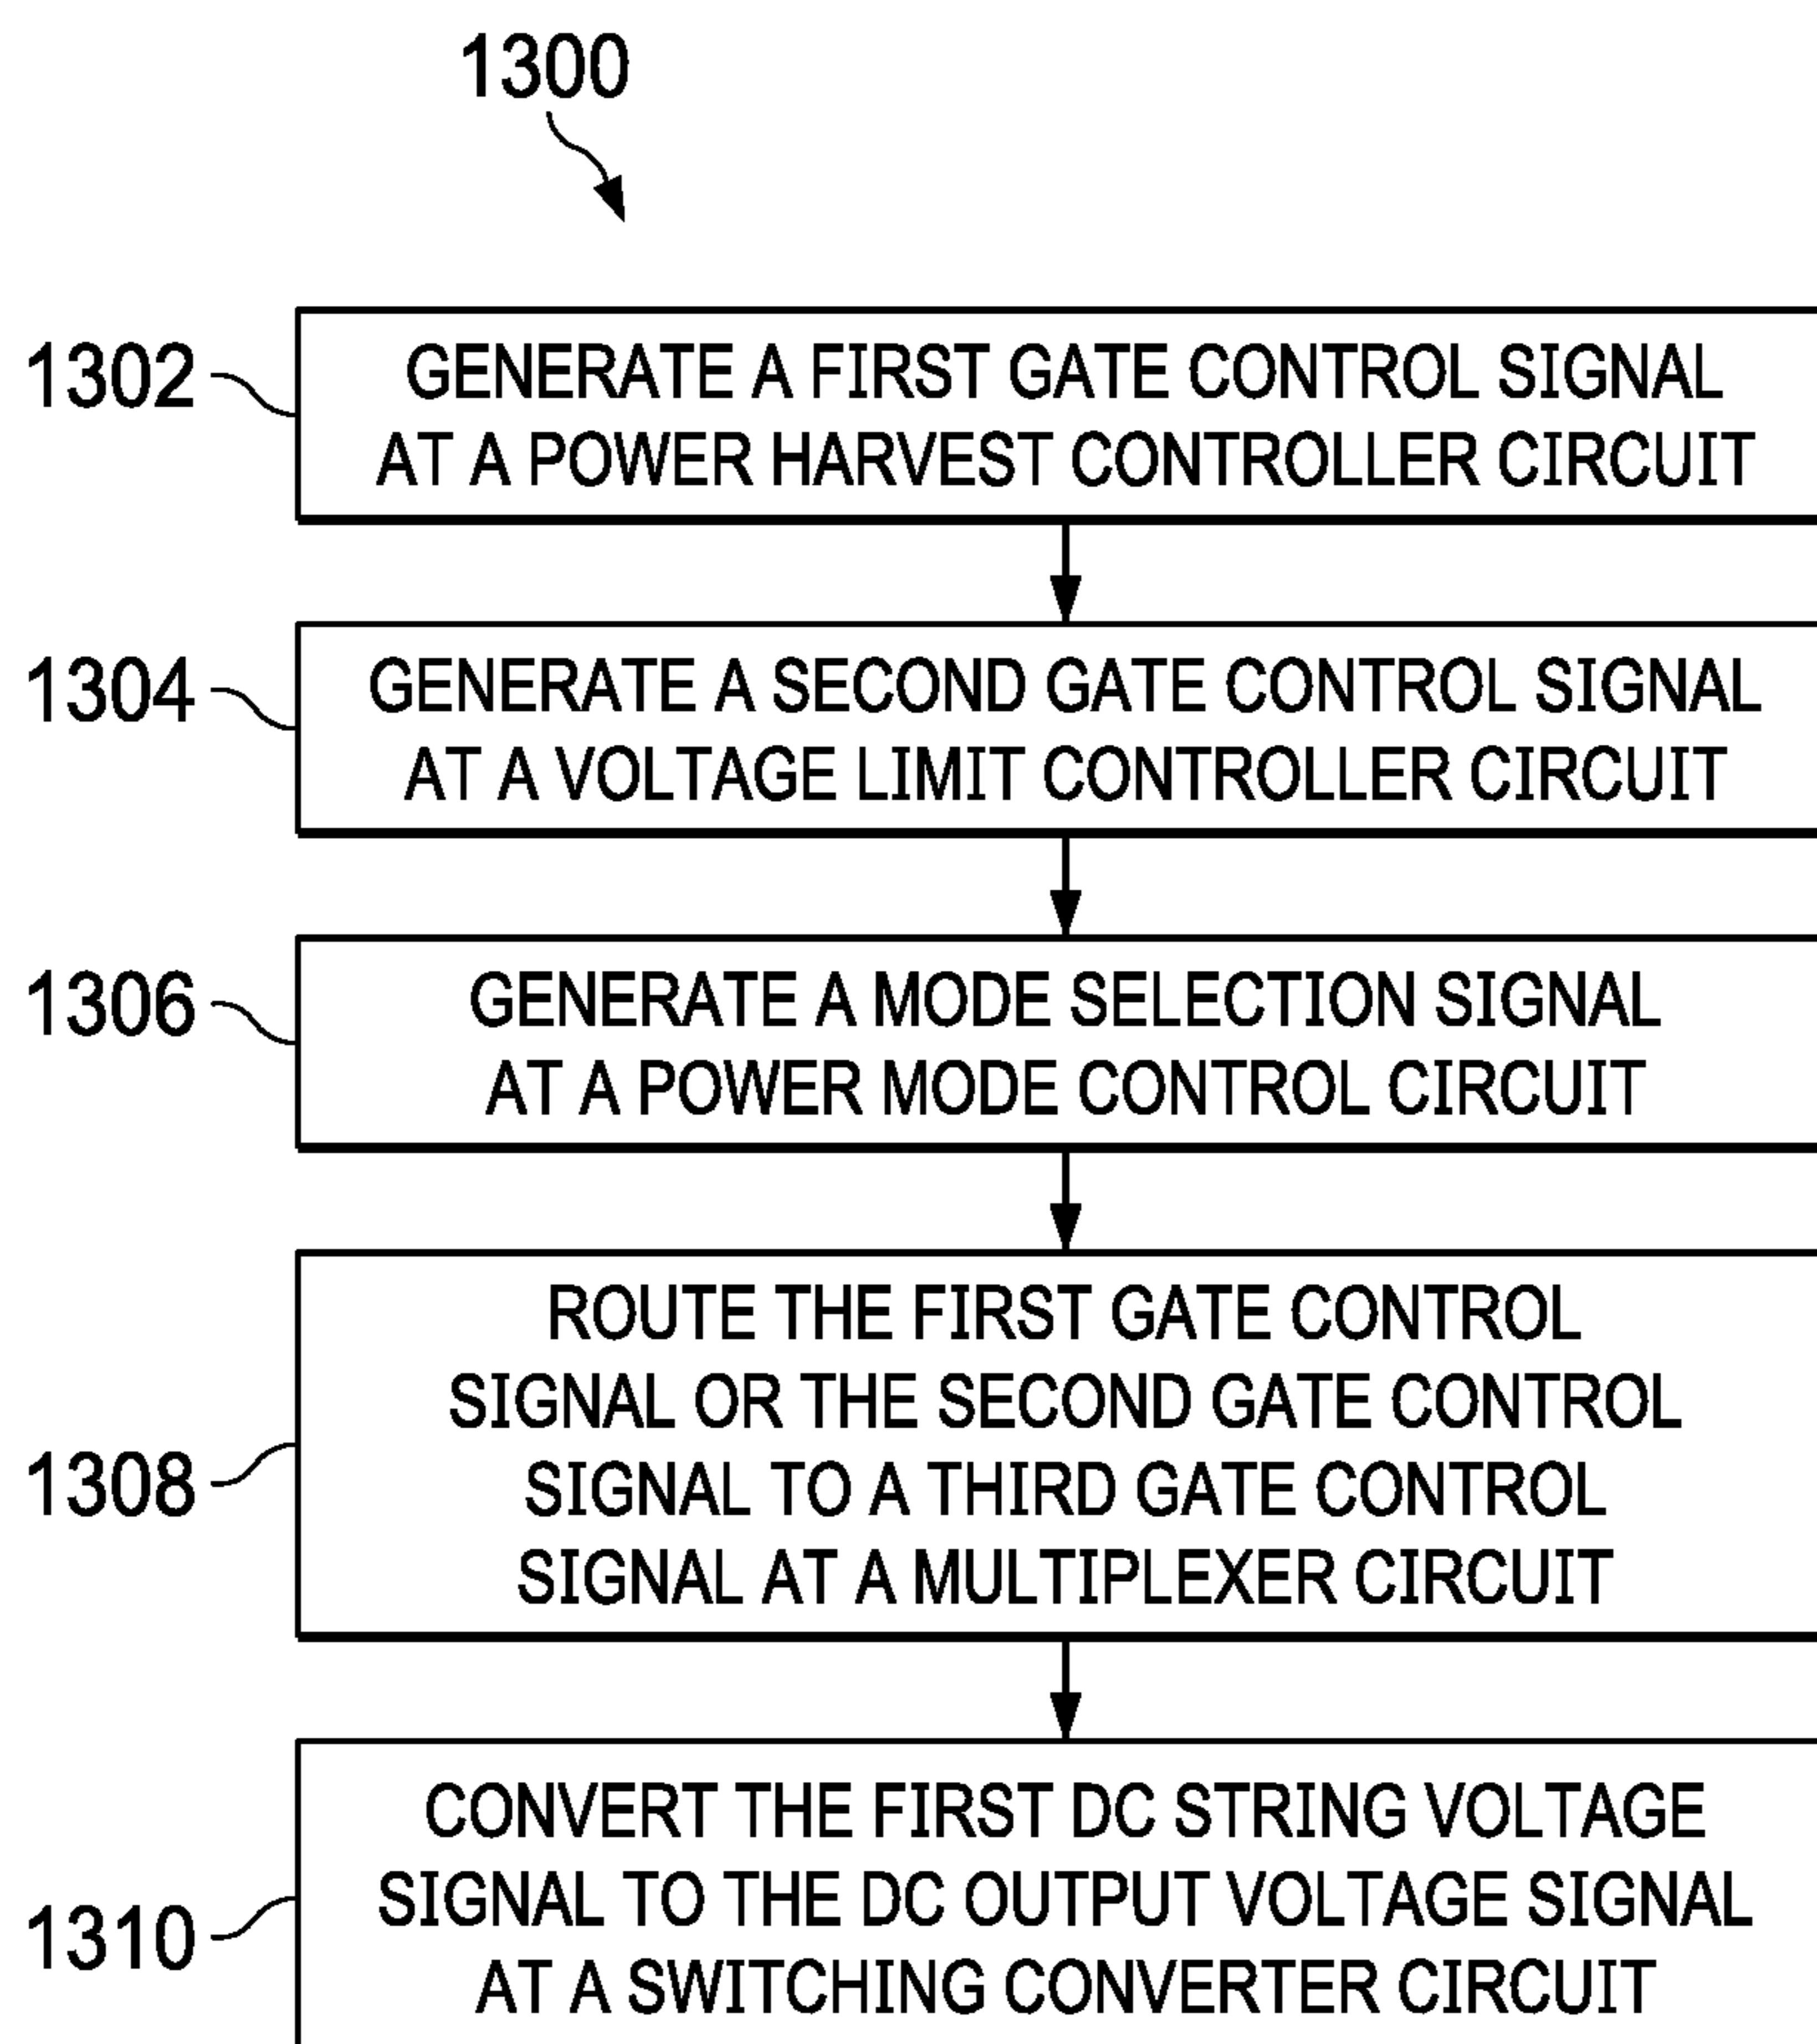 1300
1302
GENERATE A FIRST GATE CONTROL SIGNAL
AT A POWER HARVEST CONTROLLER CIRCUIT
1304
GENERATE A SECOND GATE CONTROL SIGNAL
AT A VOLTAGE LIMIT CONTROLLER CIRCUIT
1306
GENERATE A MODE SELECTION SIGNAL
AT A POWER MODE CONTROL CIRCUIT
1308
ROUTE THE FIRST GATE CONTROL
SIGNAL OR THE SECOND GATE CONTROL
SIGNAL TO A THIRD GATE CONTROL
SIGNAL AT A MULTIPLEXER CIRCUIT
1310
CONVERT THE FIRST DC STRING VOLTAGE
SIGNAL TO THE DC OUTPUT VOLTAGE SIGNAL
AT A SWITCHING CONVERTER CIRCUIT